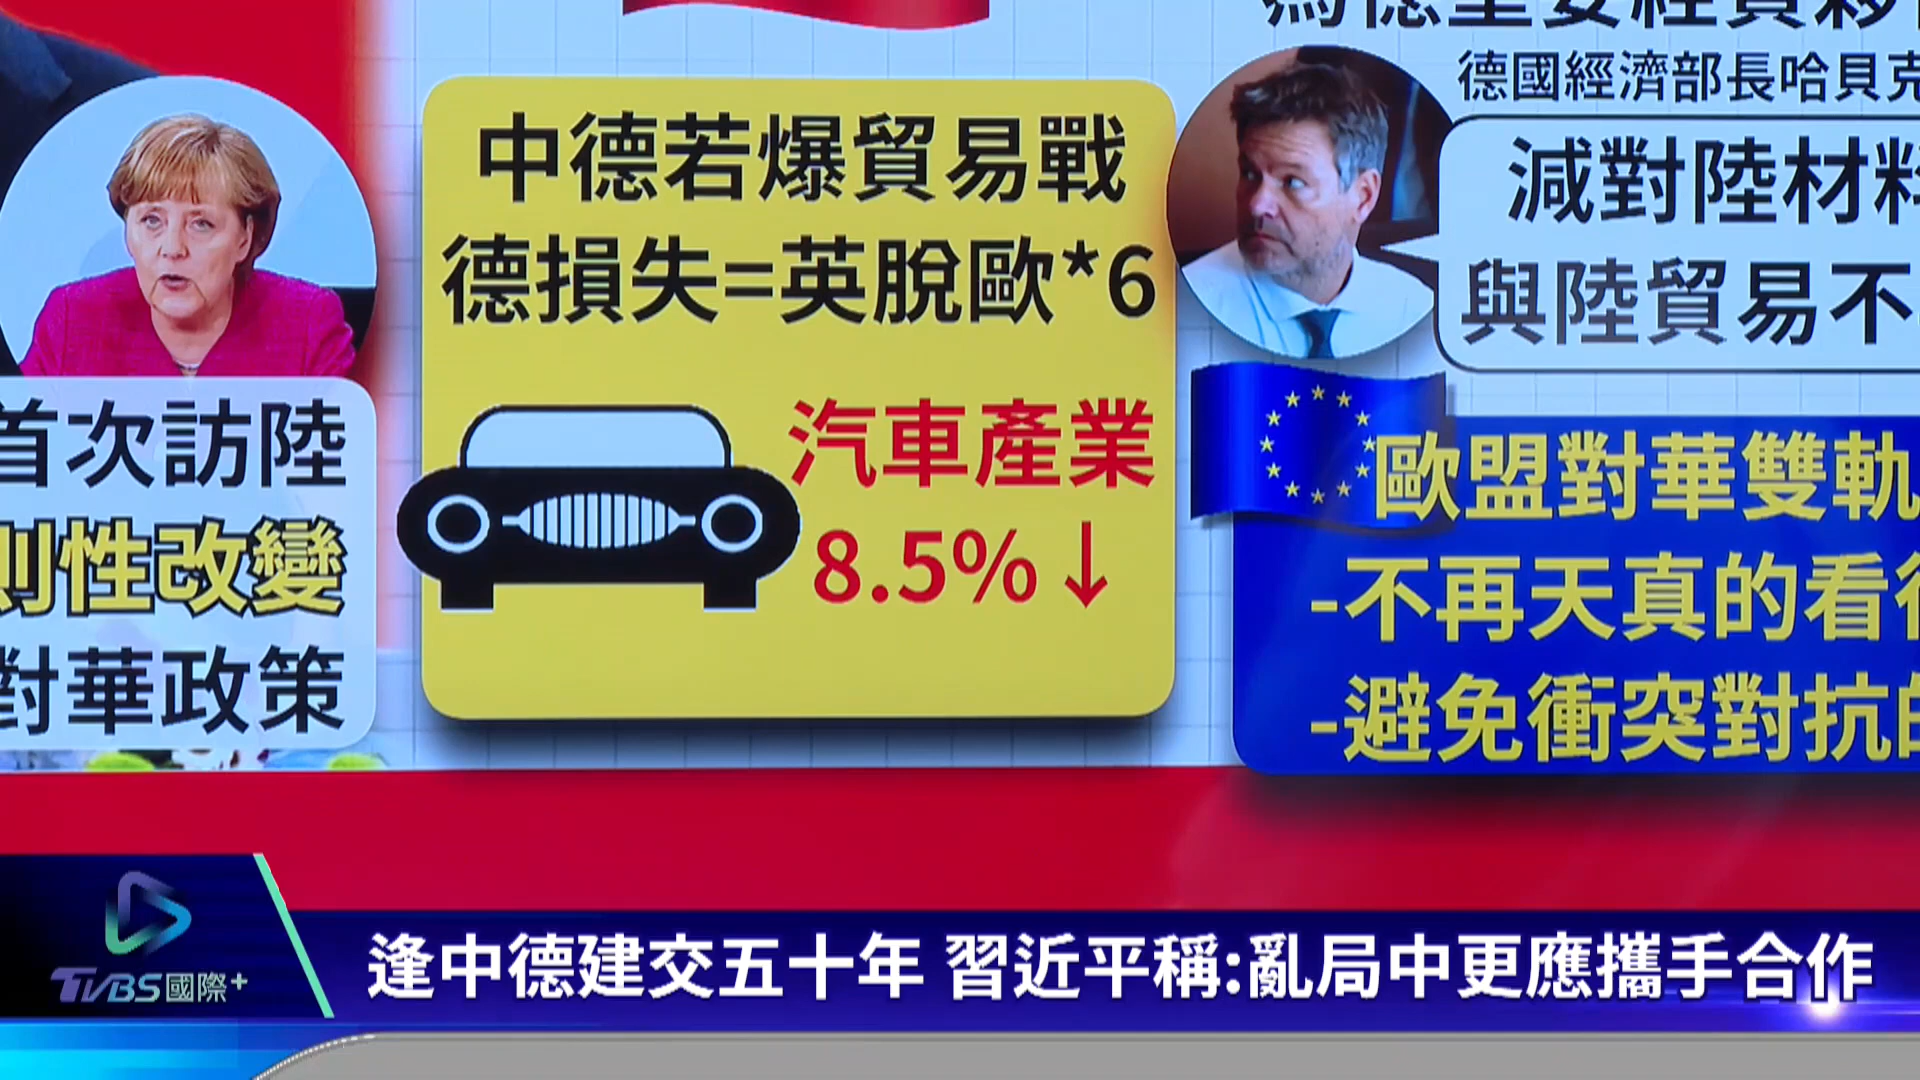 首次訪陸
則性改變
對華政策
中德若爆貿易戰
德損失=英脫歐*6
汽車產業
8.5%↓
德國經濟部長哈貝克
減對陸材料
與陸貿易不
歐盟對華雙軌
-不再天真的看待
-避免衝突對抗的
TVBS國際+
逢中德建交五十年 習近平稱:亂局中更應攜手合作